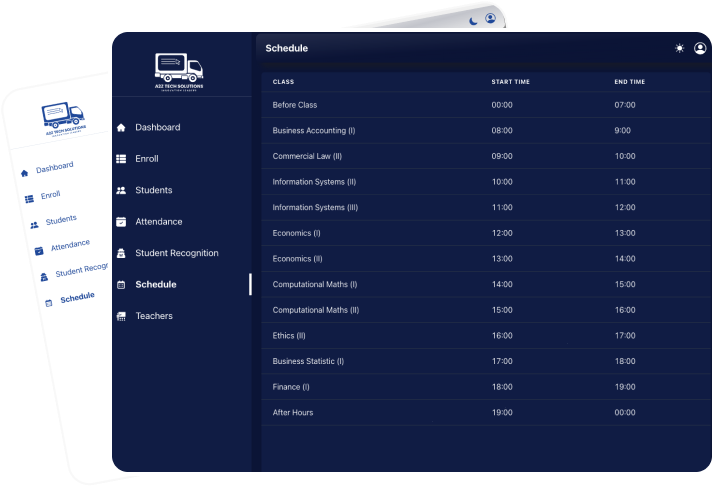 Schedule
A2Z TECH SOLUTIONS
CLASS START TIME END TIME
Before Class 00:00 07:00
Business Accounting (I) 08:00 9:00
Commercial Law (II) 09:00 10:00
Information Systems (II) 10:00 11:00
Information Systems (III) 11:00 12:00
Economics (I) 12:00 13:00
Economics (II) 13:00 14:00
Computational Maths (I) 14:00 15:00
Computational Maths (II) 15:00 16:00
Ethics (II) 16:00 17:00
Business Statistic (I) 17:00 18:00
Finance (I) 18:00 19:00
After Hours 19:00 00:00
Dashboard
Enroll
Students
Attendance
Student Recognition
Schedule
Teachers
A2Z TECH SOLUTIONS
Dashboard
Enroll
Students
Attendance
Student Recogn
Schedule